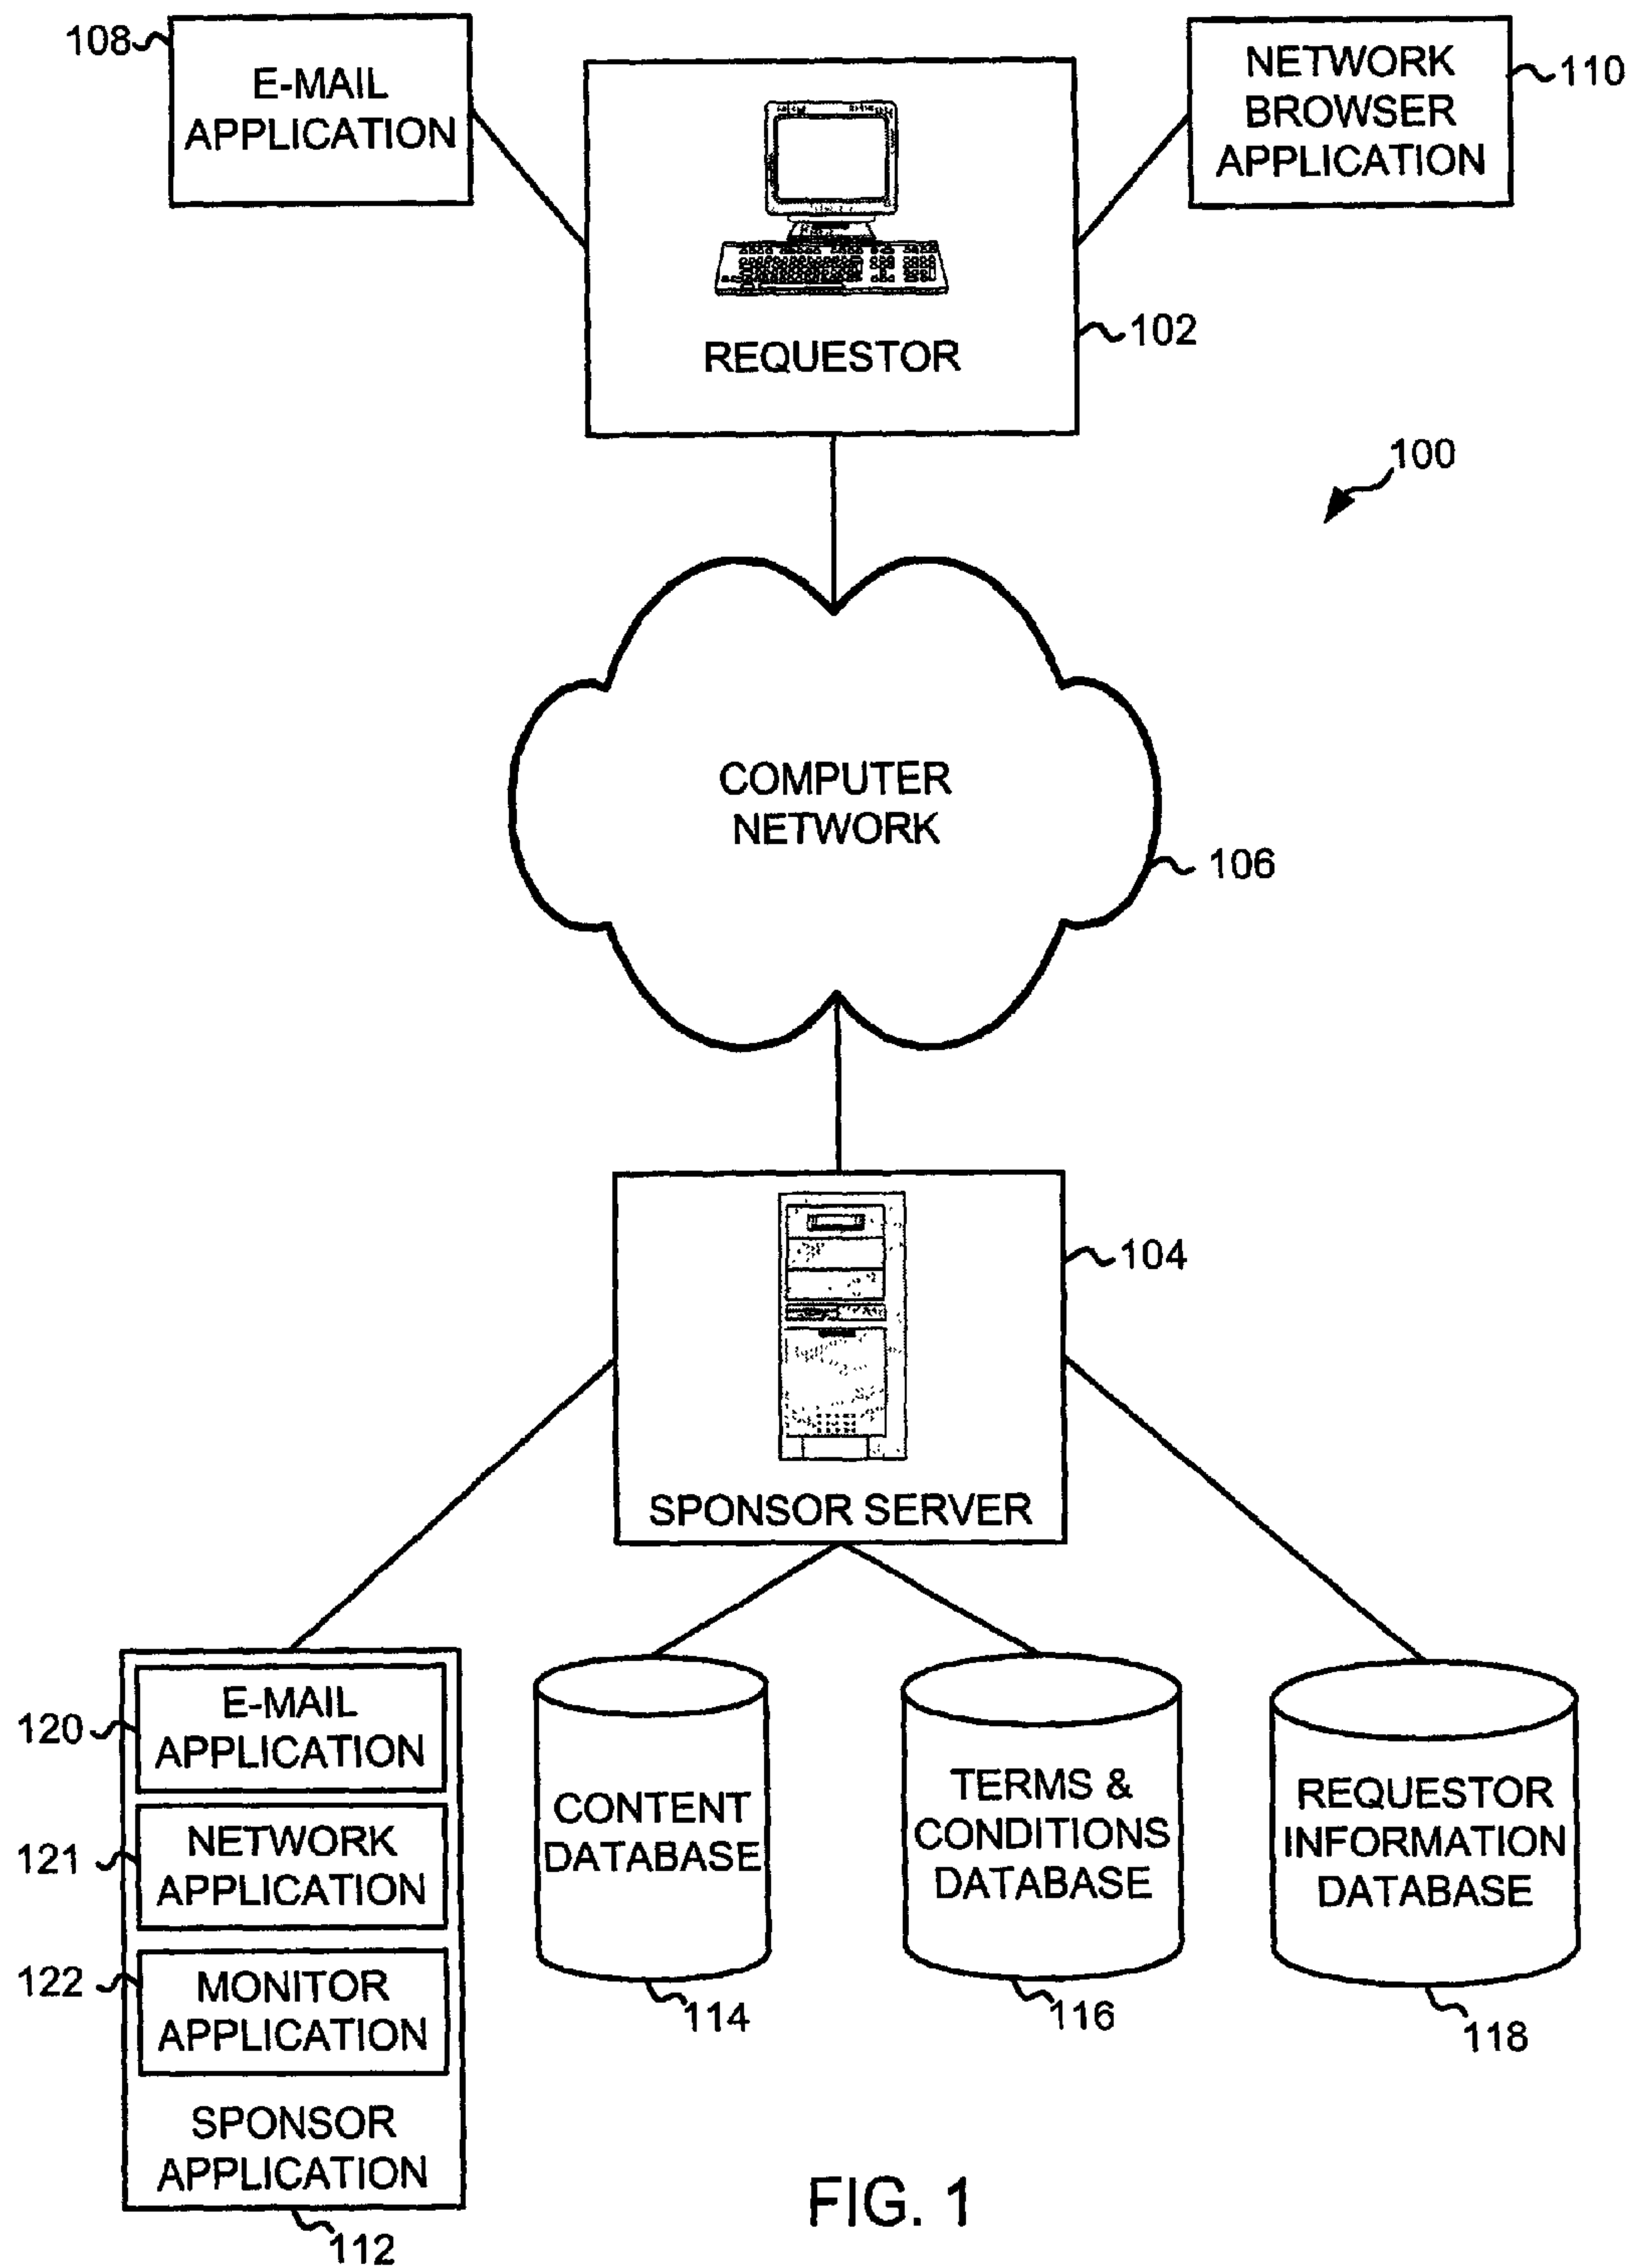 108
E-MAIL
APPLICATION
NETWORK
BROWSER
APPLICATION
110
REQUESTOR
102
100
COMPUTER
NETWORK
106
104
SPONSOR SERVER
120
E-MAIL
APPLICATION
121
NETWORK
APPLICATION
122
MONITOR
APPLICATION
SPONSOR
APPLICATION
112
CONTENT
DATABASE
114
TERMS &
CONDITIONS
DATABASE
116
REQUESTOR
INFORMATION
DATABASE
118
FIG. 1